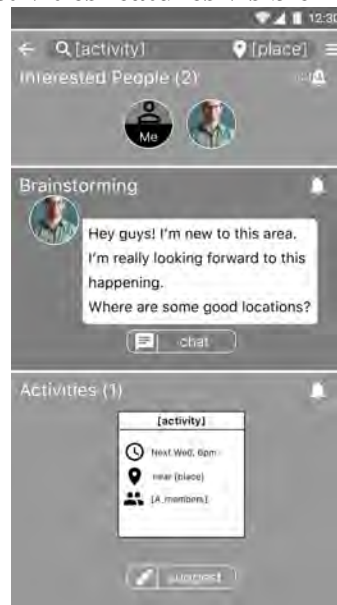 12:30
[activity] [place]
Interested People (2)
Me
Brainstorming
Hey guys! I'm new to this area.
I'm really looking forward to this
happening.
Where are some good locations?
chat
Activities (1)
[activity]
Next Wed, 6pm
near [place]
[A_members]
suggest